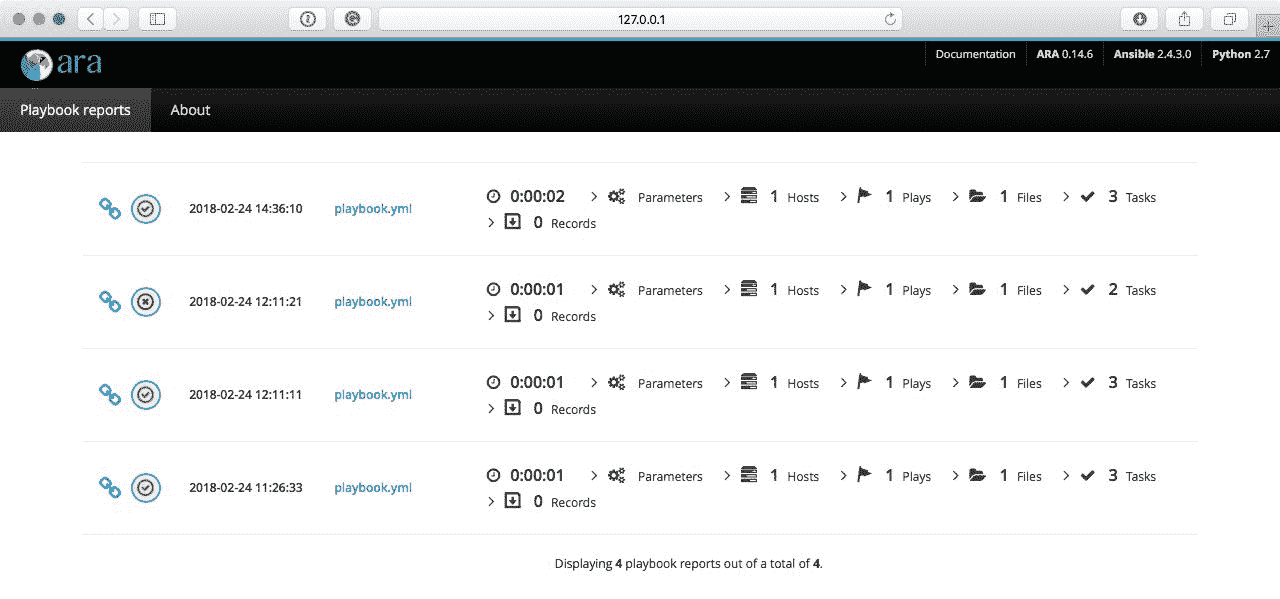 127.0.0.1
ara
Documentation ARA 0.14.6 Ansible 2.4.3.0 Python 2.7
Playbook reports About
2018-02-24 14:36:10 playbook.yml 0:00:02 Parameters 1 Hosts 1 Plays 1 Files 3 Tasks
0 Records
2018-02-24 12:11:21 playbook.yml 0:00:01 Parameters 1 Hosts 1 Plays 1 Files 2 Tasks
0 Records
2018-02-24 12:11:11 playbook.yml 0:00:01 Parameters 1 Hosts 1 Plays 1 Files 3 Tasks
0 Records
2018-02-24 11:26:33 playbook.yml 0:00:01 Parameters 1 Hosts 1 Plays 1 Files 3 Tasks
0 Records
Displaying 4 playbook reports out of a total of 4.